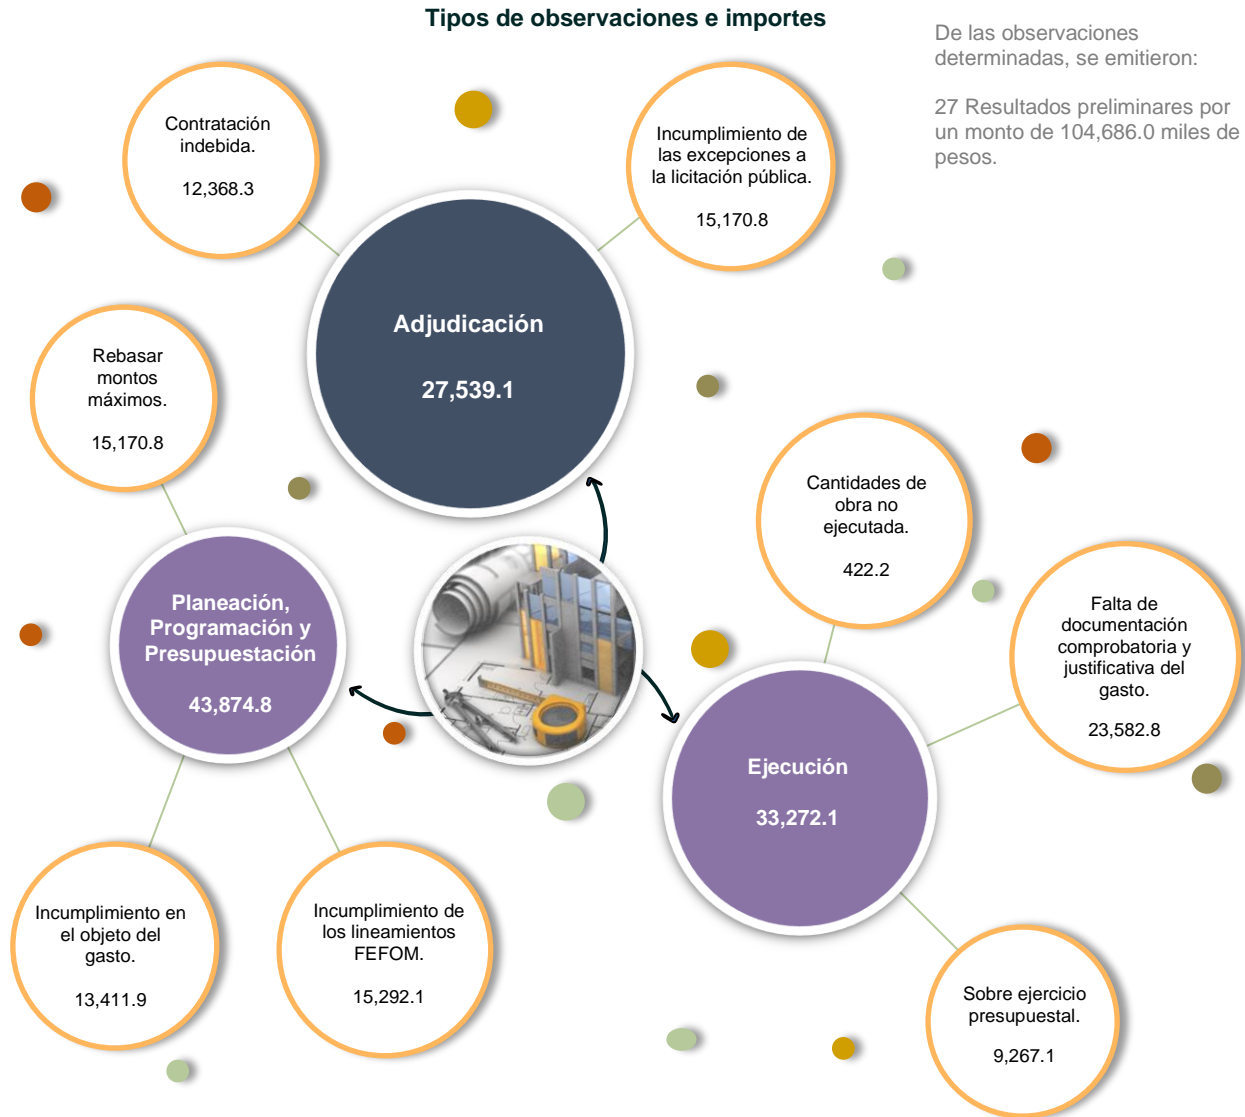 Tipos de observaciones e importes
De las observaciones
determinadas, se emitieron:
27 Resultados preliminares por
un monto de 104,686.0 miles de
pesos.
Contratación
indebida.
12,368.3
Incumplimiento de
las excepciones a
la licitación pública.
15,170.8
Adjudicación
27,539.1
Rebasar
montos
máximos.
15,170.8
Cantidades de
obra no
ejecutada.
422.2
Planeación,
Programación y
Presupuestación
43,874.8
Falta de
documentación
comprobatoria y
justificativa del
gasto.
23,582.8
Ejecución
33,272.1
Incumplimiento en
el objeto del
gasto.
13,411.9
Incumplimiento de
los lineamientos
FEFOM.
15,292.1
Sobre ejercicio
presupuestal.
9,267.1